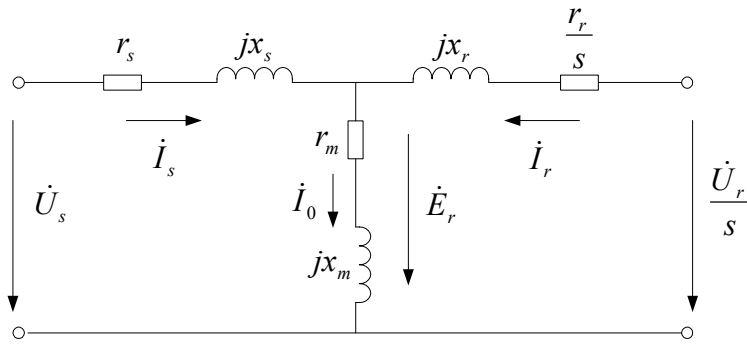 r_s
jx_s
jx_r
r_r/s
İ_s
r_m
İ_r
U̇_s
İ_0
Ė_r
U̇_r/s
jx_m